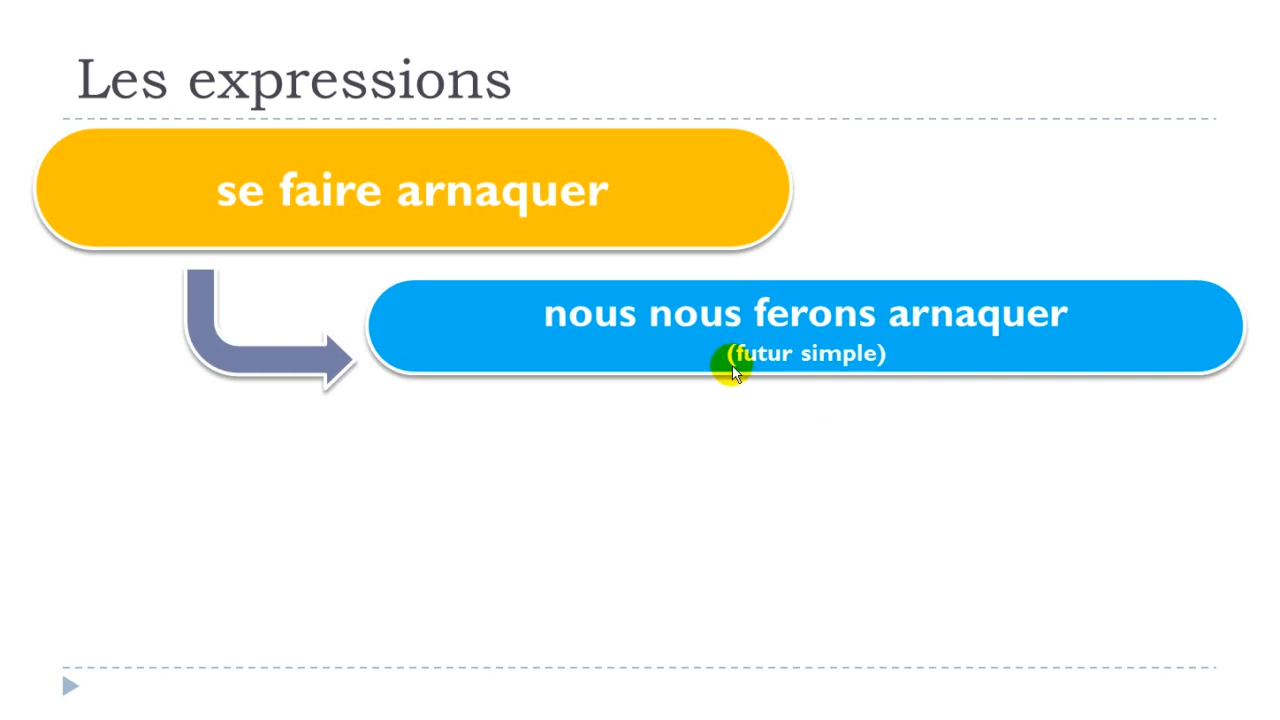 Les expressions
se faire arnaquer
nous nous ferons arnaquer
(futur simple)